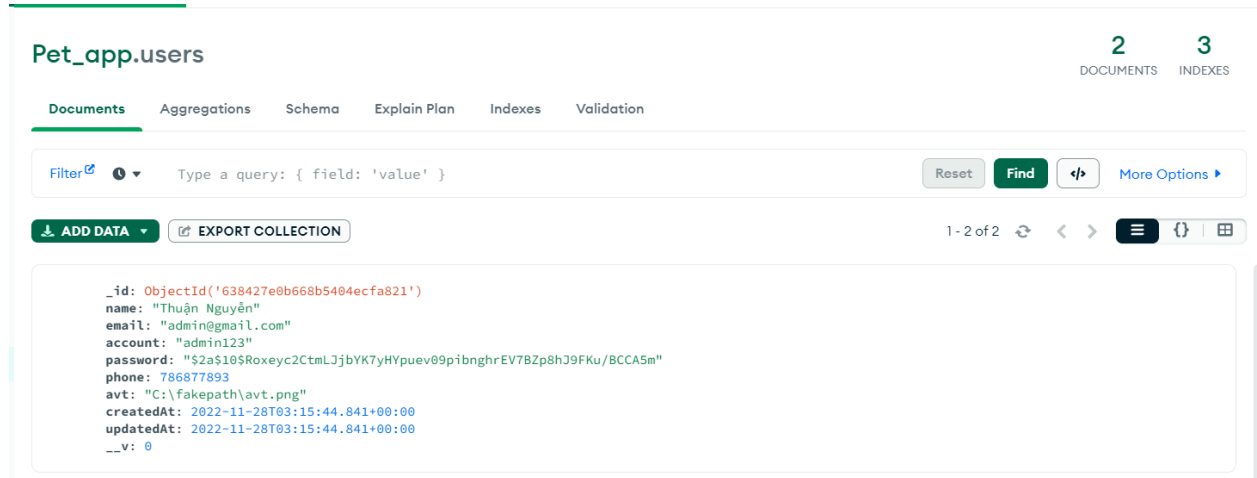 Pet_app.users
2 3
DOCUMENTS INDEXES
Documents Aggregations Schema Explain Plan Indexes Validation
Filter Type a query: { field: 'value' } Reset Find </> More Options
ADD DATA EXPORT COLLECTION 1 - 2 of 2 {}
_id: ObjectId('638427e0b668b5404ecfa821')
name: "Thuận Nguyễn"
email: "admin@gmail.com"
account: "admin123"
password: "$2a$10$Roxeyc2CtmLJjbYK7yHYpuev09pibnghrEV7BZp8hJ9FKu/BCCA5m"
phone: 786877893
avt: "C:\fakepath\avt.png"
createdAt: 2022-11-28T03:15:44.841+00:00
updatedAt: 2022-11-28T03:15:44.841+00:00
__v: 0